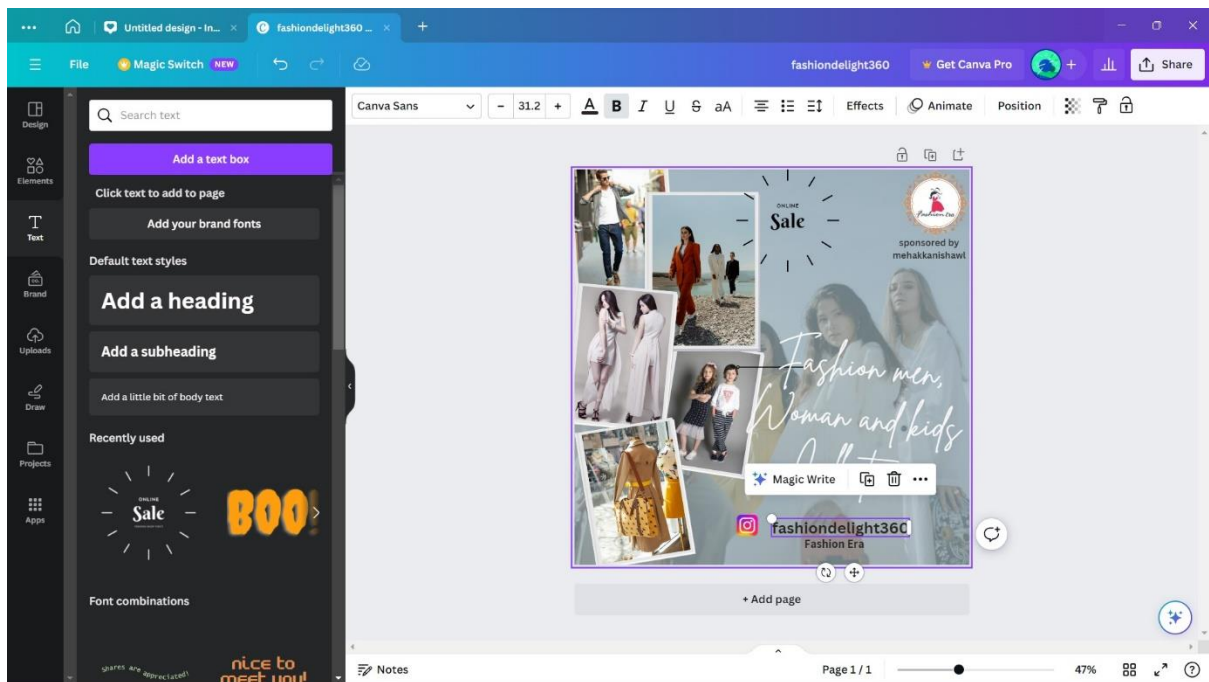 Untitled design - In...
fashiondelight360 ...
File
Magic Switch NEW
fashiondelight360
Get Canva Pro
Share
Design
Elements
Text
Brand
Uploads
Draw
Projects
Apps
Search text
Add a text box
Click text to add to page
Add your brand fonts
Default text styles
Add a heading
Add a subheading
Add a little bit of body text
Recently used
ONLINE
Sale
BOO!
Font combinations
shares are appreciated!
nice to
meet you!
Canva Sans
- 31.2 +
A B I U S aA
Effects
Animate
Position
ONLINE
Sale
Fashion Era
sponsored by
mehakkanishawl
Fashion men,
Woman and kids
Magic Write
fashiondelight360
Fashion Era
+ Add page
Notes
Page 1 / 1
47%